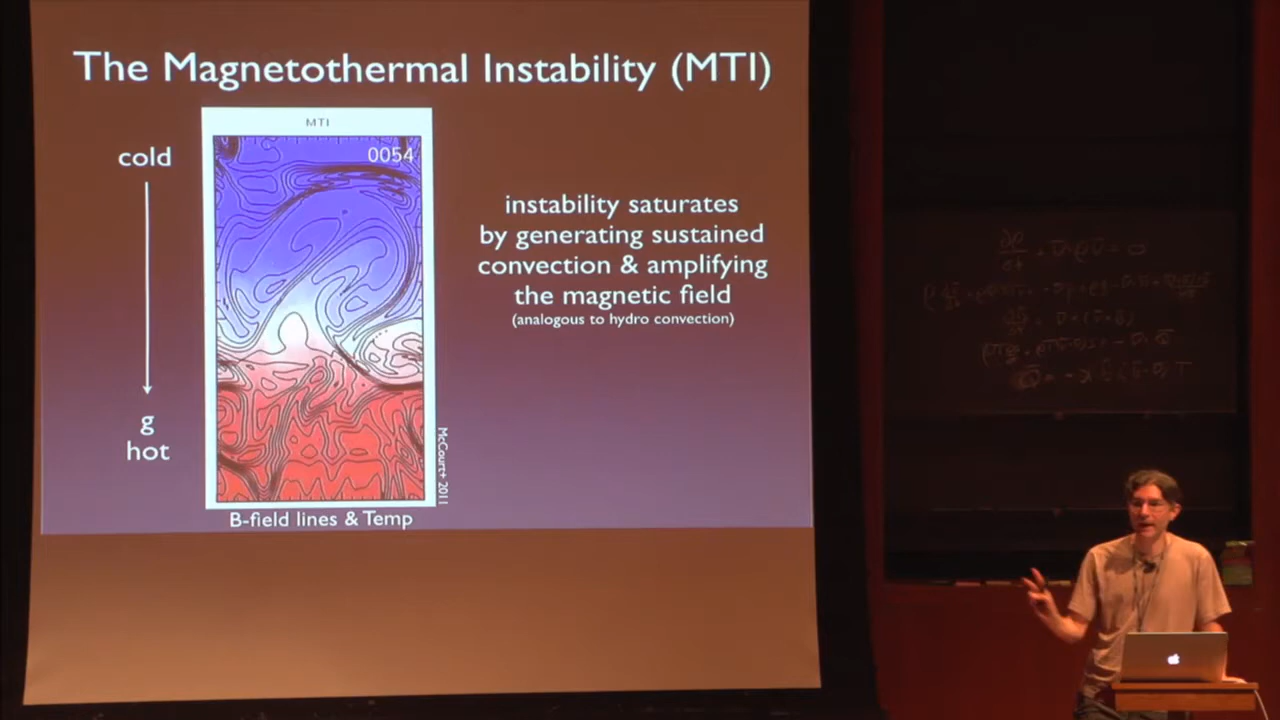 The Magnetothermal Instability (MTI)
MTI
0054
cold
g
hot
instability saturates
by generating sustained
convection & amplifying
the magnetic field
(analogous to hydro convection)
McCourt+ 2011
B-field lines & Temp